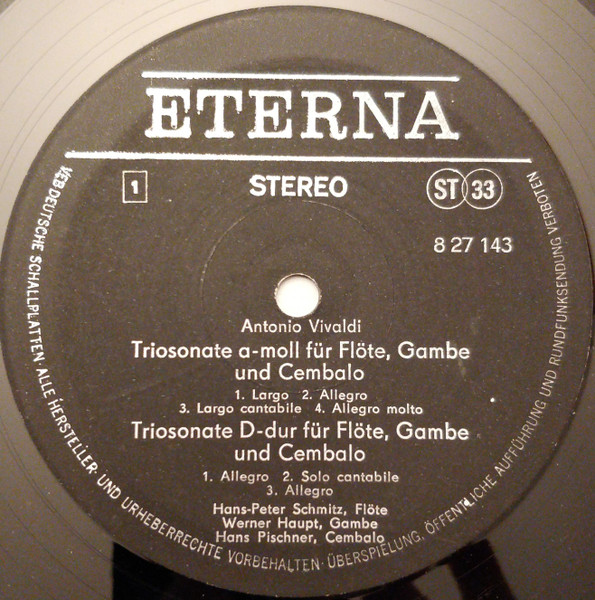 ETERNA
1
STEREO
ST 33
8 27 143
Antonio Vivaldi
Triosonate a-moll für Flöte, Gambe
und Cembalo
1. Largo 2. Allegro
3. Largo cantabile 4. Allegro molto
Triosonate D-dur für Flöte, Gambe
und Cembalo
1. Allegro 2. Solo cantabile
3. Allegro
Hans-Peter Schmitz, Flöte
Werner Haupt, Gambe
Hans Pischner, Cembalo
VEB DEUTSCHE SCHALLPLATTEN · ALLE HERSTELLER- UND URHEBERRECHTE VORBEHALTEN · ÜBERSPIELUNG, ÖFFENTLICHE AUFFÜHRUNG UND RUNDFUNKSENDUNG VERBOTEN